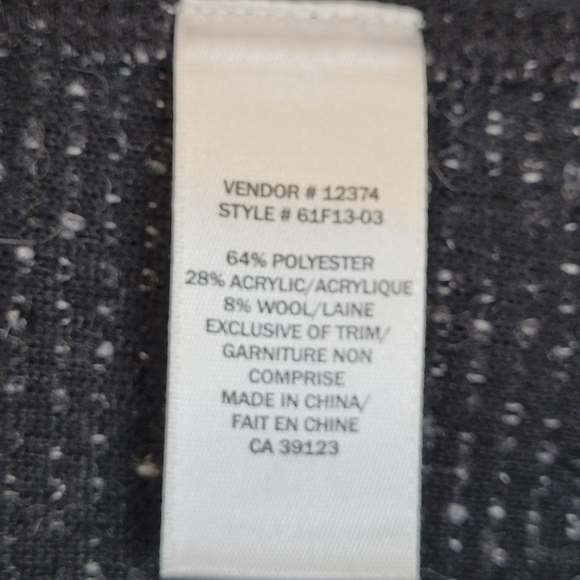 VENDOR # 12374
STYLE # 61F13-03
64% POLYESTER
28% ACRYLIC/ACRYLIQUE
8% WOOL/LAINE
EXCLUSIVE OF TRIM/
GARNITURE NON
COMPRISE
MADE IN CHINA/
FAIT EN CHINE
CA 39123